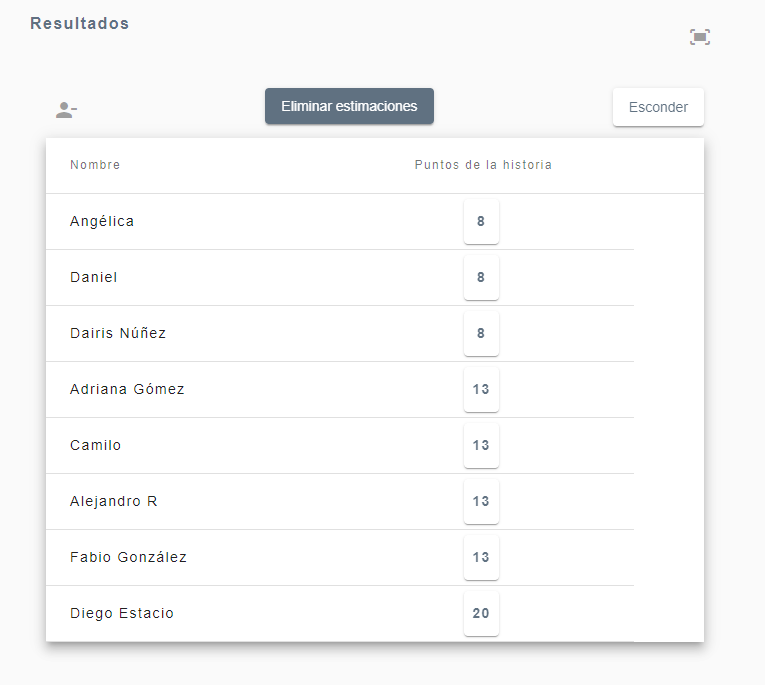 Resultados
Eliminar estimaciones
Esconder
Nombre Puntos de la historia
Angélica 8
Daniel 8
Dairis Núñez 8
Adriana Gómez 13
Camilo 13
Alejandro R 13
Fabio González 13
Diego Estacio 20